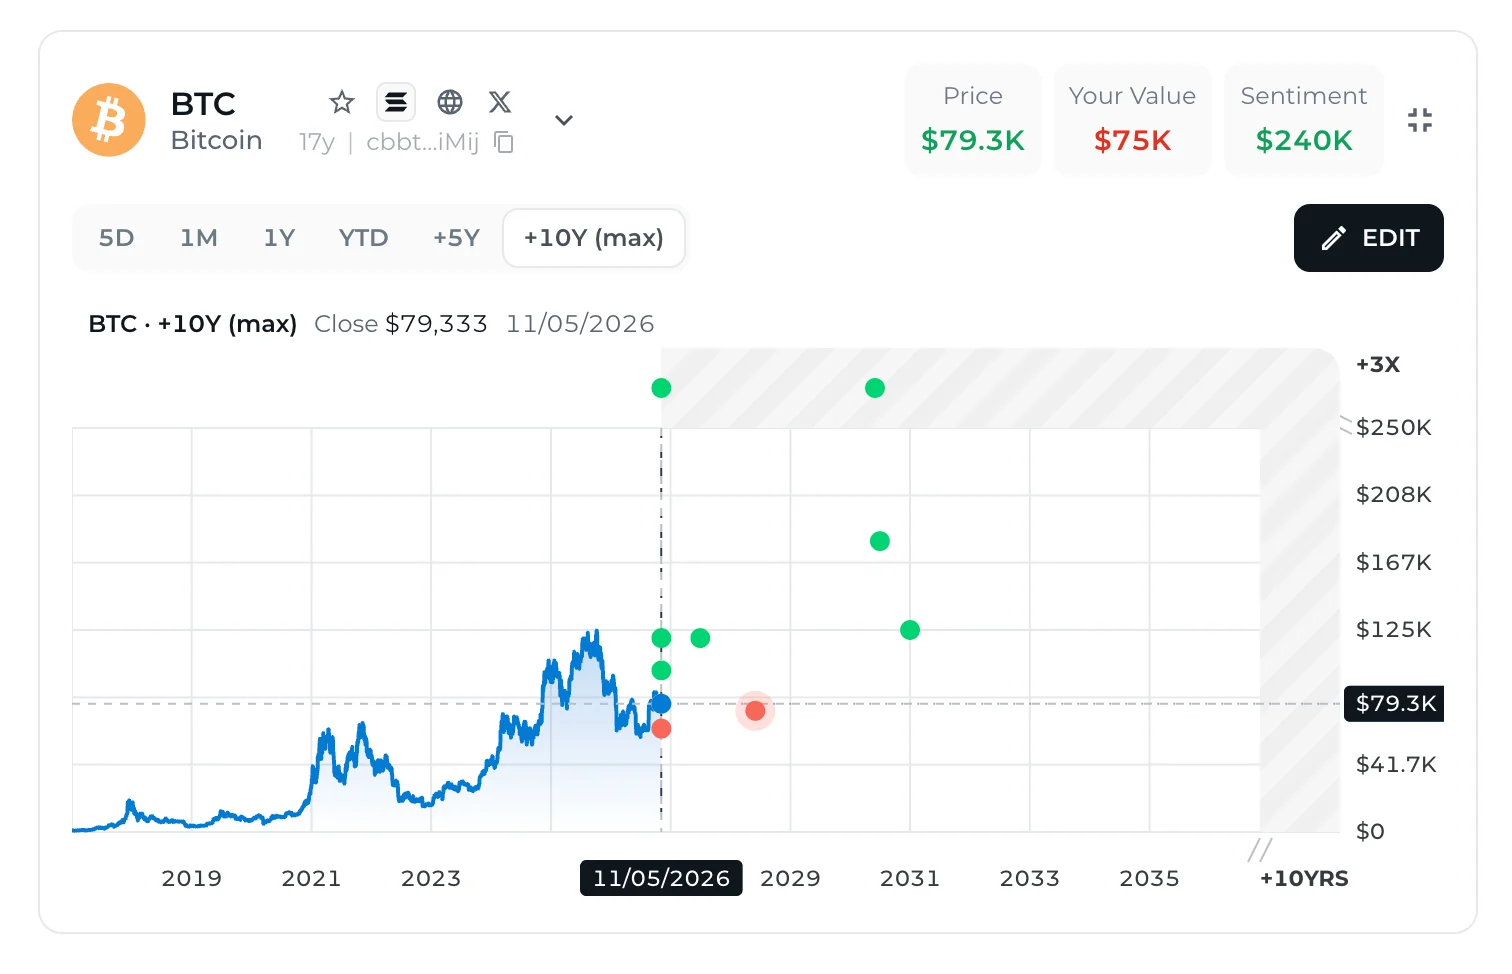 BTC
Bitcoin
17y | cbbt...iMij
Price
$79.3K
Your Value
$75K
Sentiment
$240K
5D 1M 1Y YTD +5Y +10Y (max)
EDIT
BTC · +10Y (max) Close $79,333 11/05/2026
+3X
$250K
$208K
$167K
$125K
$79.3K
$41.7K
$0
2019 2021 2023 11/05/2026 2029 2031 2033 2035 +10YRS